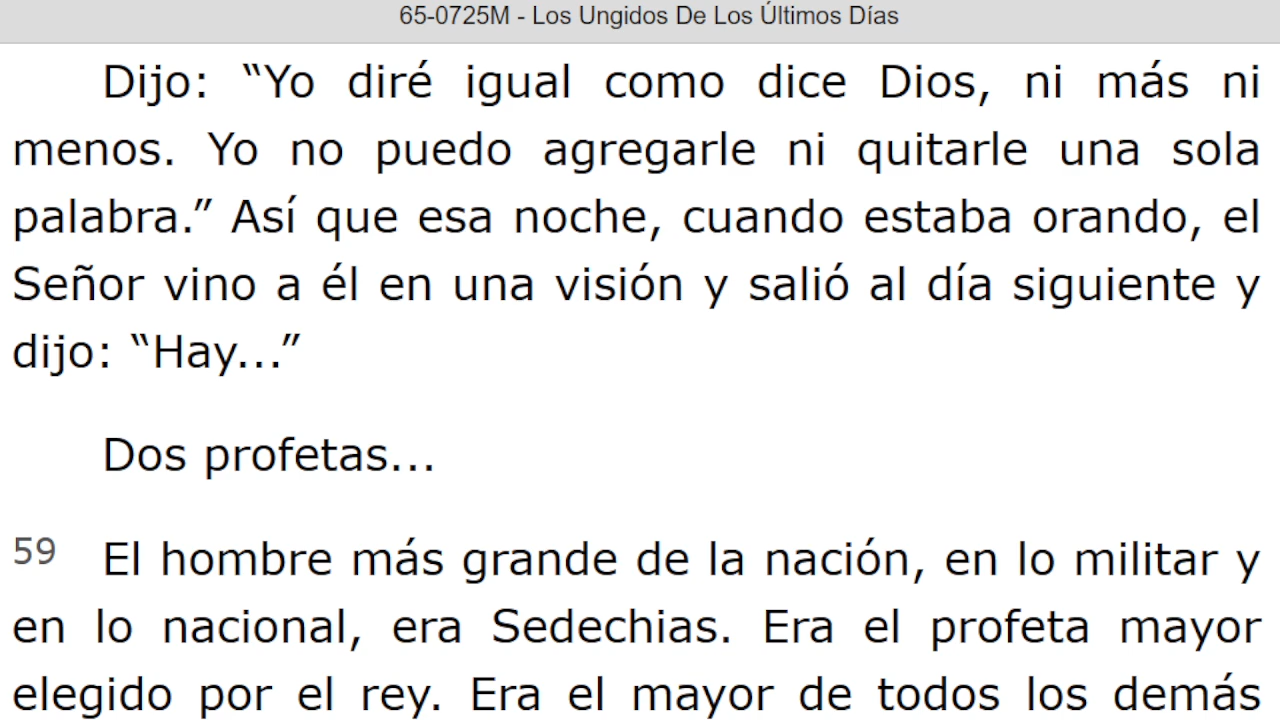 65-0725M - Los Ungidos De Los Últimos Días
Dijo: “Yo diré igual como dice Dios, ni más ni
menos. Yo no puedo agregarle ni quitarle una sola
palabra.” Así que esa noche, cuando estaba orando, el
Señor vino a él en una visión y salió al día siguiente y
dijo: “Hay...”
Dos profetas...
59 El hombre más grande de la nación, en lo militar y
en lo nacional, era Sedechias. Era el profeta mayor
elegido por el rey. Era el mayor de todos los demás